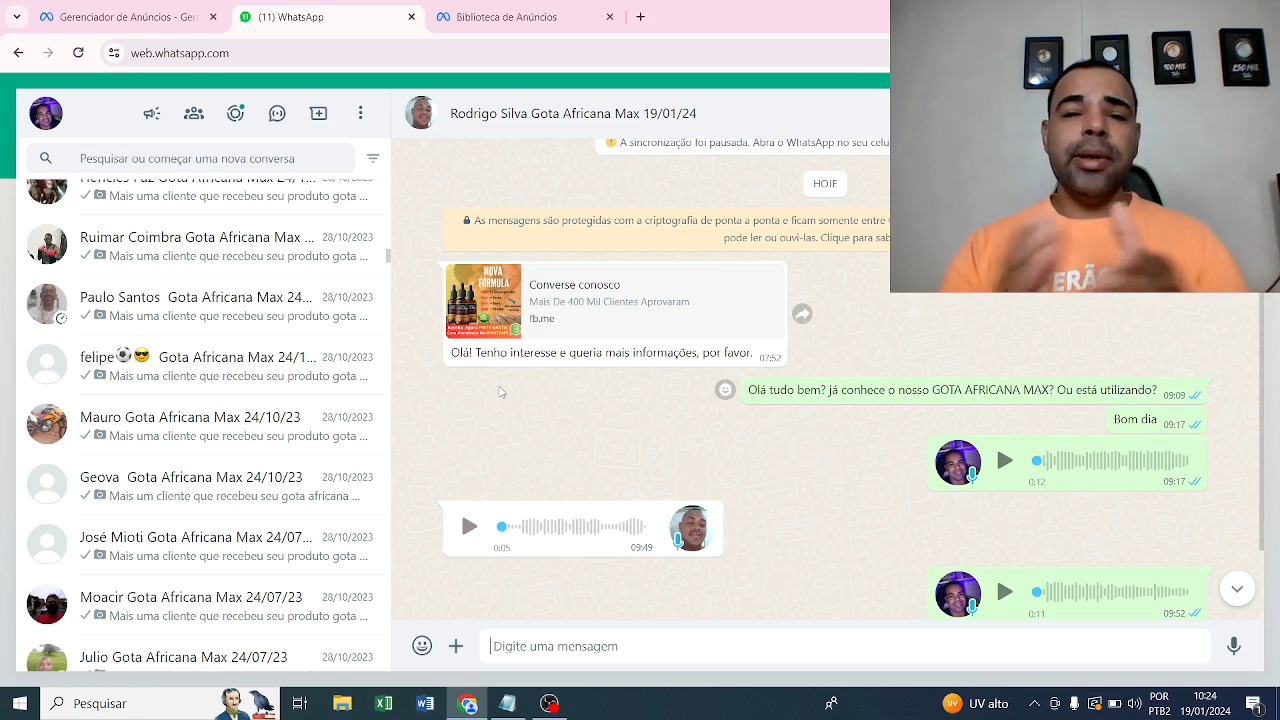 Gerenciador de Anúncios - Geren
(11) WhatsApp
Biblioteca de Anúncios
web.whatsapp.com
100 MIL
250 MIL
ERÃ
Rodrigo Silva Gota Africana Max 19/01/24
Pesquisar ou começar uma nova conversa
A sincronização foi pausada. Abra o WhatsApp no seu celu
HOJE
As mensagens são protegidas com a criptografia de ponta a ponta e ficam somente entre
pode ler ou ouvi-las. Clique para sab
Mais uma cliente recebeu seu produto gota ...
Ruimar Coimbra Gota Africana Max ...
28/10/2023
Mais uma cliente recebeu seu produto gota ...
Paulo Santos Gota Africana Max 24...
28/10/2023
Mais uma cliente recebeu seu produto gota ...
felipe⚽😎 Gota Africana Max 24/1...
28/10/2023
Mais uma cliente recebeu seu produto gota ...
Mauro Gota Africana Max 24/10/23
28/10/2023
Mais uma cliente recebeu seu produto gota ...
Geova Gota Africana Max 24/10/23
28/10/2023
Mais um cliente que recebeu seu gota africana ...
José Mioti Gota Africana Max 24/07...
28/10/2023
Mais uma cliente recebeu seu produto gota ...
Moacir Gota Africana Max 24/07/23
28/10/2023
Mais uma cliente recebeu seu produto gota ...
Julio Gota Africana Max 24/07/23
28/10/2023
NOVA
FÓRMULA
Converse conosco
Mais De 400 Mil Clientes Aprovaram
fb.me
Olá! Tenho interesse e queria mais informações, por favor.
07:52
Olá tudo bem? já conhece o nosso GOTA AFRICANA MAX? Ou está utilizando?
09:09
Bom dia
09:17
0:12
09:17
0:05
09:49
0:11
09:52
Digite uma mensagem
Pesquisar
UV
UV alto
POR
1024
19/01/2024